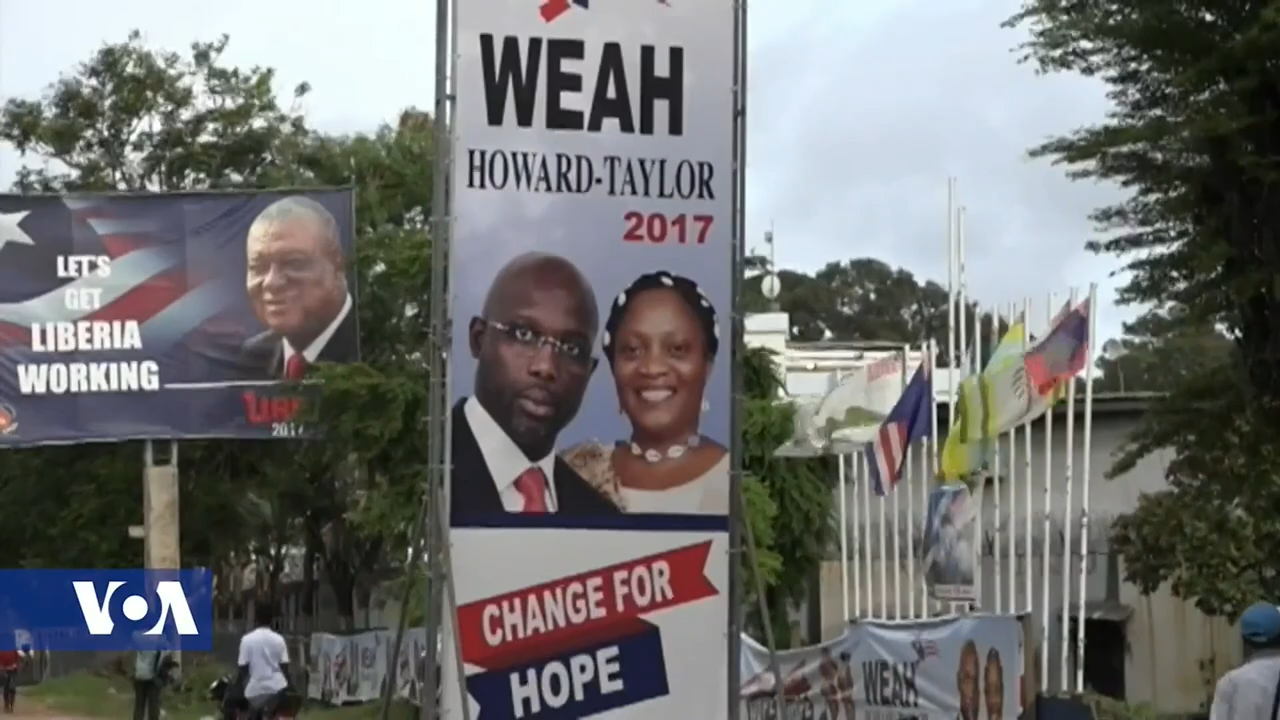 WEAH
HOWARD-TAYLOR
2017
CHANGE FOR
HOPE
LET'S
GET
LIBERIA
WORKING
VOA
WEAH